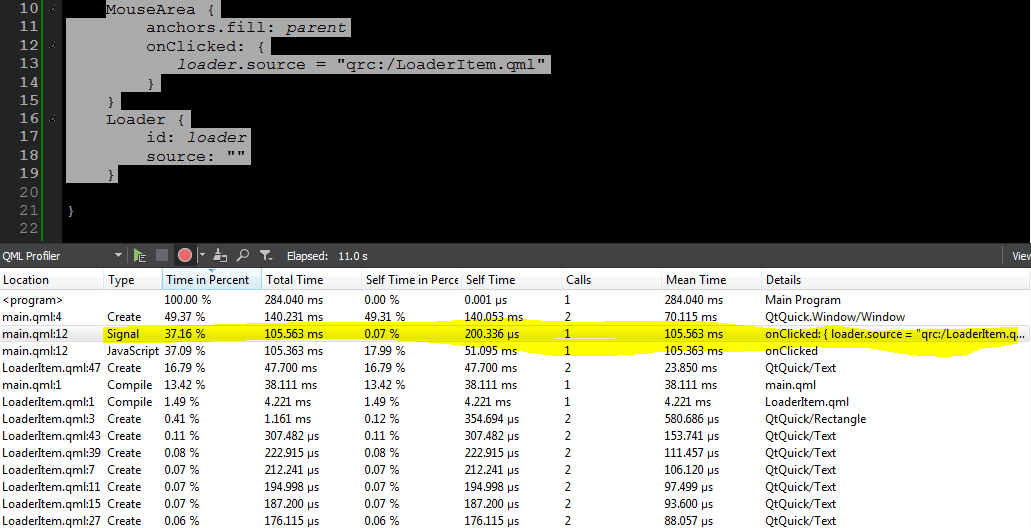 10 MouseArea {
11 anchors.fill: parent
12 onClicked: {
13 loader.source = "qrc:/LoaderItem.qml"
14 }
15 }
16 Loader {
17 id: loader
18 source: ""
19 }
20
21 }
22
QML Profiler Elapsed: 11.0 s View
Location Type Time in Percent Total Time Self Time in Perce Self Time Calls Mean Time Details
<program> 100.00 % 284.040 ms 0.00 % 0.001 µs 1 284.040 ms Main Program
main.qml:4 Create 49.37 % 140.231 ms 49.31 % 140.053 ms 2 70.115 ms QtQuick.Window/Window
main.qml:12 Signal 37.16 % 105.563 ms 0.07 % 200.336 µs 1 105.563 ms onClicked: { loader.source = "qrc:/LoaderItem.q...
main.qml:12 JavaScript 37.09 % 105.363 ms 17.99 % 51.095 ms 1 105.363 ms onClicked
LoaderItem.qml:47 Create 16.79 % 47.700 ms 16.79 % 47.700 ms 2 23.850 ms QtQuick/Text
main.qml:1 Compile 13.42 % 38.111 ms 13.42 % 38.111 ms 1 38.111 ms main.qml
LoaderItem.qml:1 Compile 1.49 % 4.221 ms 1.49 % 4.221 ms 1 4.221 ms LoaderItem.qml
LoaderItem.qml:3 Create 0.41 % 1.161 ms 0.12 % 354.694 µs 2 580.686 µs QtQuick/Rectangle
LoaderItem.qml:43 Create 0.11 % 307.482 µs 0.11 % 307.482 µs 2 153.741 µs QtQuick/Text
LoaderItem.qml:39 Create 0.08 % 222.915 µs 0.08 % 222.915 µs 2 111.457 µs QtQuick/Text
LoaderItem.qml:7 Create 0.07 % 212.241 µs 0.07 % 212.241 µs 2 106.120 µs QtQuick/Text
LoaderItem.qml:11 Create 0.07 % 194.998 µs 0.07 % 194.998 µs 2 97.499 µs QtQuick/Text
LoaderItem.qml:15 Create 0.07 % 187.200 µs 0.07 % 187.200 µs 2 93.600 µs QtQuick/Text
LoaderItem.qml:27 Create 0.06 % 176.115 µs 0.06 % 176.115 µs 2 88.057 µs QtQuick/Text